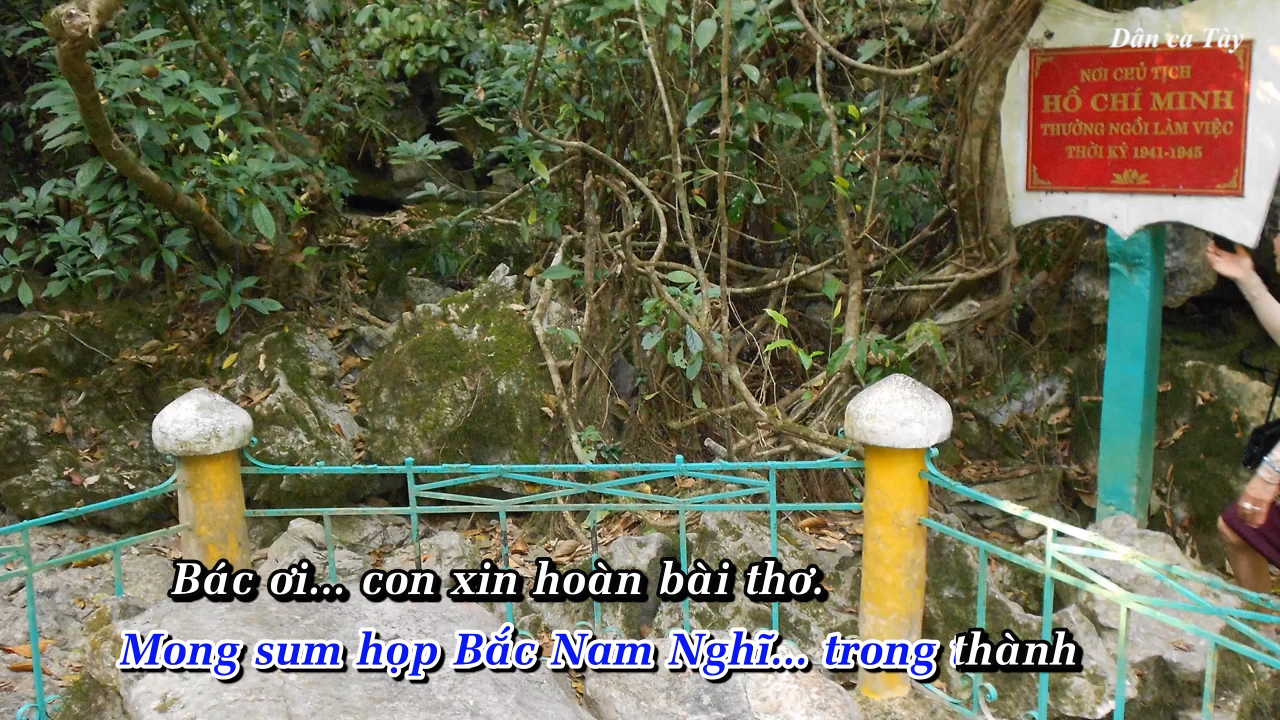 Dân ca Tày
NƠI CHỦ TỊCH
HỒ CHÍ MINH
THƯỜNG NGỒI LÀM VIỆC
THỜI KỲ 1941-1945
Bác ơi... con xin hoàn bài thơ.
Mong sum họp Bắc Nam Nghĩ... trong thành